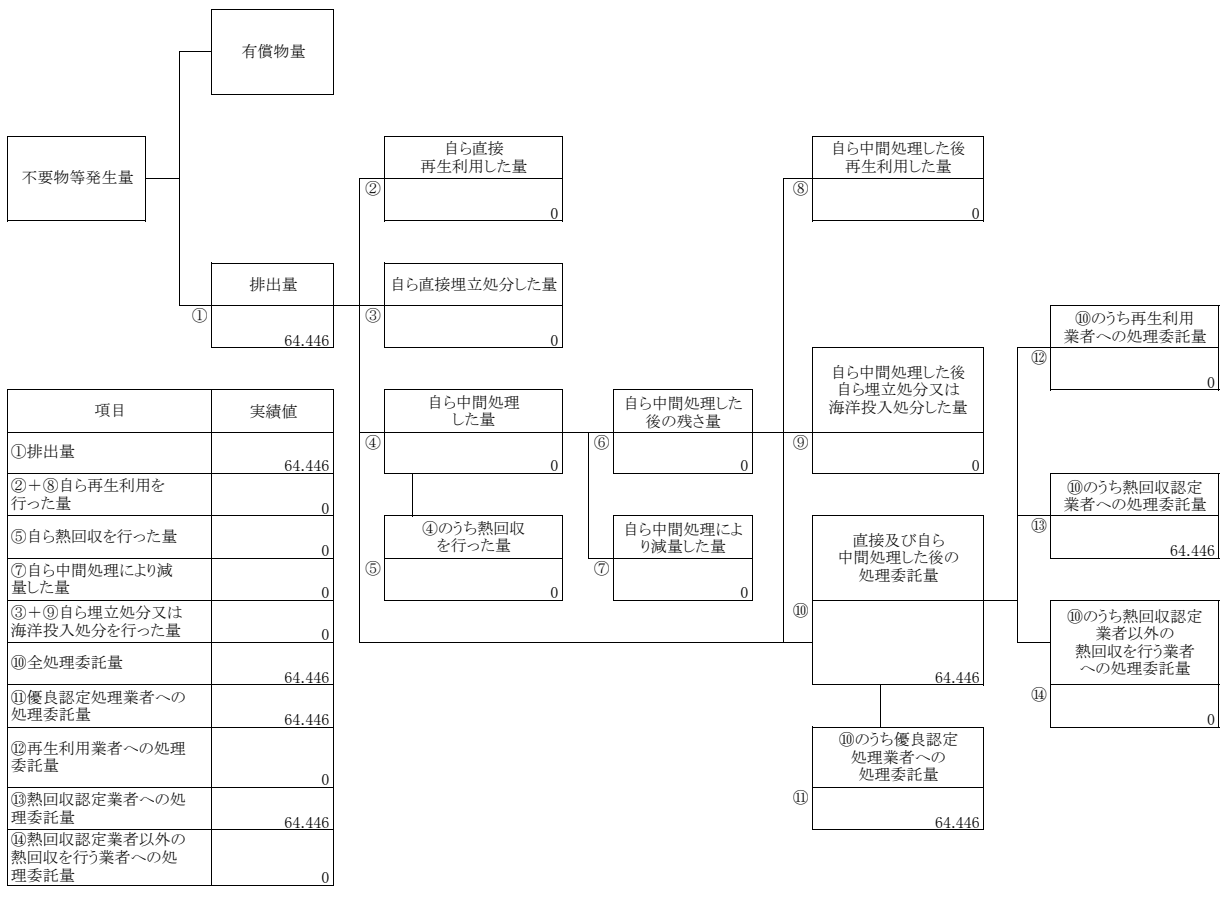 有償物量
不要物等発生量
自ら直接
再生利用した量
②
0
自ら中間処理した後
再生利用した量
⑧
0
排出量
①
64.446
自ら直接埋立処分した量
③
0
⑩のうち再生利用
業者への処理委託量
⑫
0
自ら中間処理
した量
④
0
自ら中間処理した
後の残さ量
⑥
0
自ら中間処理した後
自ら埋立処分又は
海洋投入処分した量
⑨
0
④のうち熱回収
を行った量
⑤
0
自ら中間処理によ
り減量した量
⑦
0
直接及び自ら
中間処理した後の
処理委託量
⑩
64.446
⑩のうち熱回収認定
業者への処理委託量
⑬
64.446
⑩のうち熱回収認定
業者以外の
熱回収を行う業者
への処理委託量
⑭
0
⑩のうち優良認定
処理業者への
処理委託量
⑪
64.446
項目
実績値
①排出量
64.446
②+⑧自ら再生利用を
行った量
0
⑤自ら熱回収を行った量
0
⑦自ら中間処理により減
量した量
0
③+⑨自ら埋立処分又は
海洋投入処分を行った量
0
⑩全処理委託量
64.446
⑪優良認定処理業者への
処理委託量
64.446
⑫再生利用業者への処理
委託量
0
⑬熱回収認定業者への処
理委託量
64.446
⑭熱回収認定業者以外の
熱回収を行う業者への処
理委託量
0